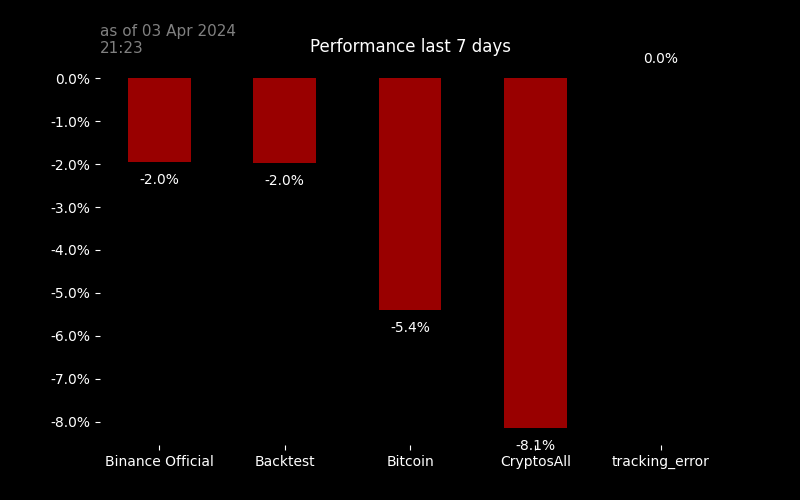 as of 03 Apr 2024
21:23
Performance last 7 days
0.0%
0.0%
-1.0%
-2.0%
-3.0%
-4.0%
-5.0%
-6.0%
-7.0%
-8.0%
-2.0%
-2.0%
-5.4%
-8.1%
Binance Official
Backtest
Bitcoin
CryptosAll
tracking_error